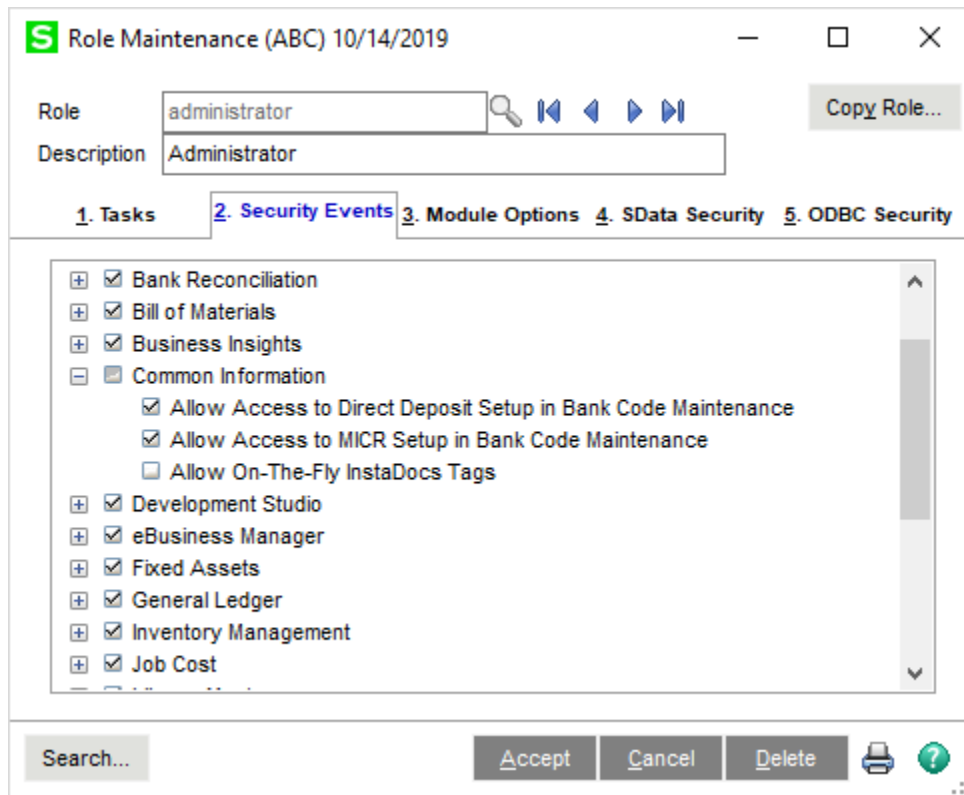 S Role Maintenance (ABC) 10/14/2019
Role administrator Copy Role...
Description Administrator
1. Tasks 2. Security Events 3. Module Options 4. SData Security 5. ODBC Security
Bank Reconciliation
Bill of Materials
Business Insights
Common Information
Allow Access to Direct Deposit Setup in Bank Code Maintenance
Allow Access to MICR Setup in Bank Code Maintenance
Allow On-The-Fly InstaDocs Tags
Development Studio
eBusiness Manager
Fixed Assets
General Ledger
Inventory Management
Job Cost
Search... Accept Cancel Delete ?